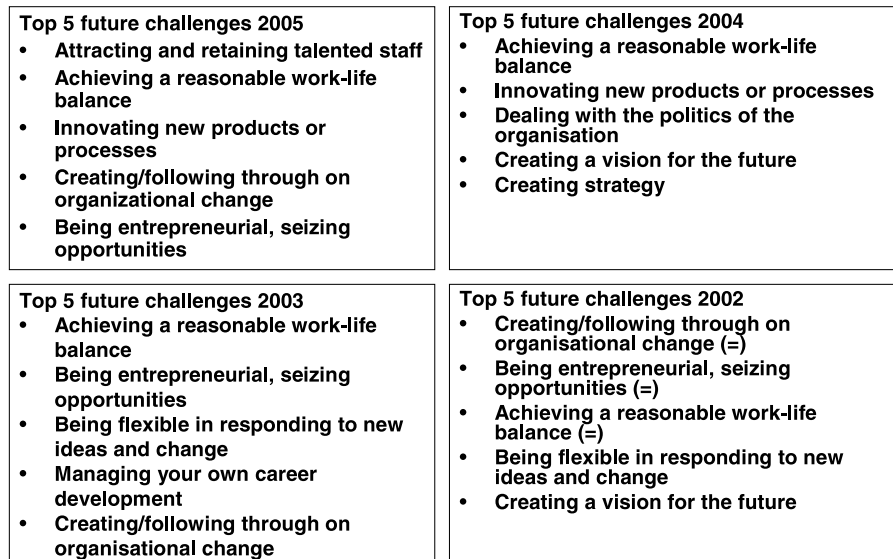 Top 5 future challenges 2005
• Attracting and retaining talented staff
• Achieving a reasonable work-life
balance
• Innovating new products or
processes
• Creating/following through on
organizational change
• Being entrepreneurial, seizing
opportunities
Top 5 future challenges 2004
• Achieving a reasonable work-life
balance
• Innovating new products or processes
• Dealing with the politics of the
organisation
• Creating a vision for the future
• Creating strategy
Top 5 future challenges 2003
• Achieving a reasonable work-life
balance
• Being entrepreneurial, seizing
opportunities
• Being flexible in responding to new
ideas and change
• Managing your own career
development
• Creating/following through on
organisational change
Top 5 future challenges 2002
• Creating/following through on
organisational change (=)
• Being entrepreneurial, seizing
opportunities (=)
• Achieving a reasonable work-life
balance (=)
• Being flexible in responding to new
ideas and change
• Creating a vision for the future